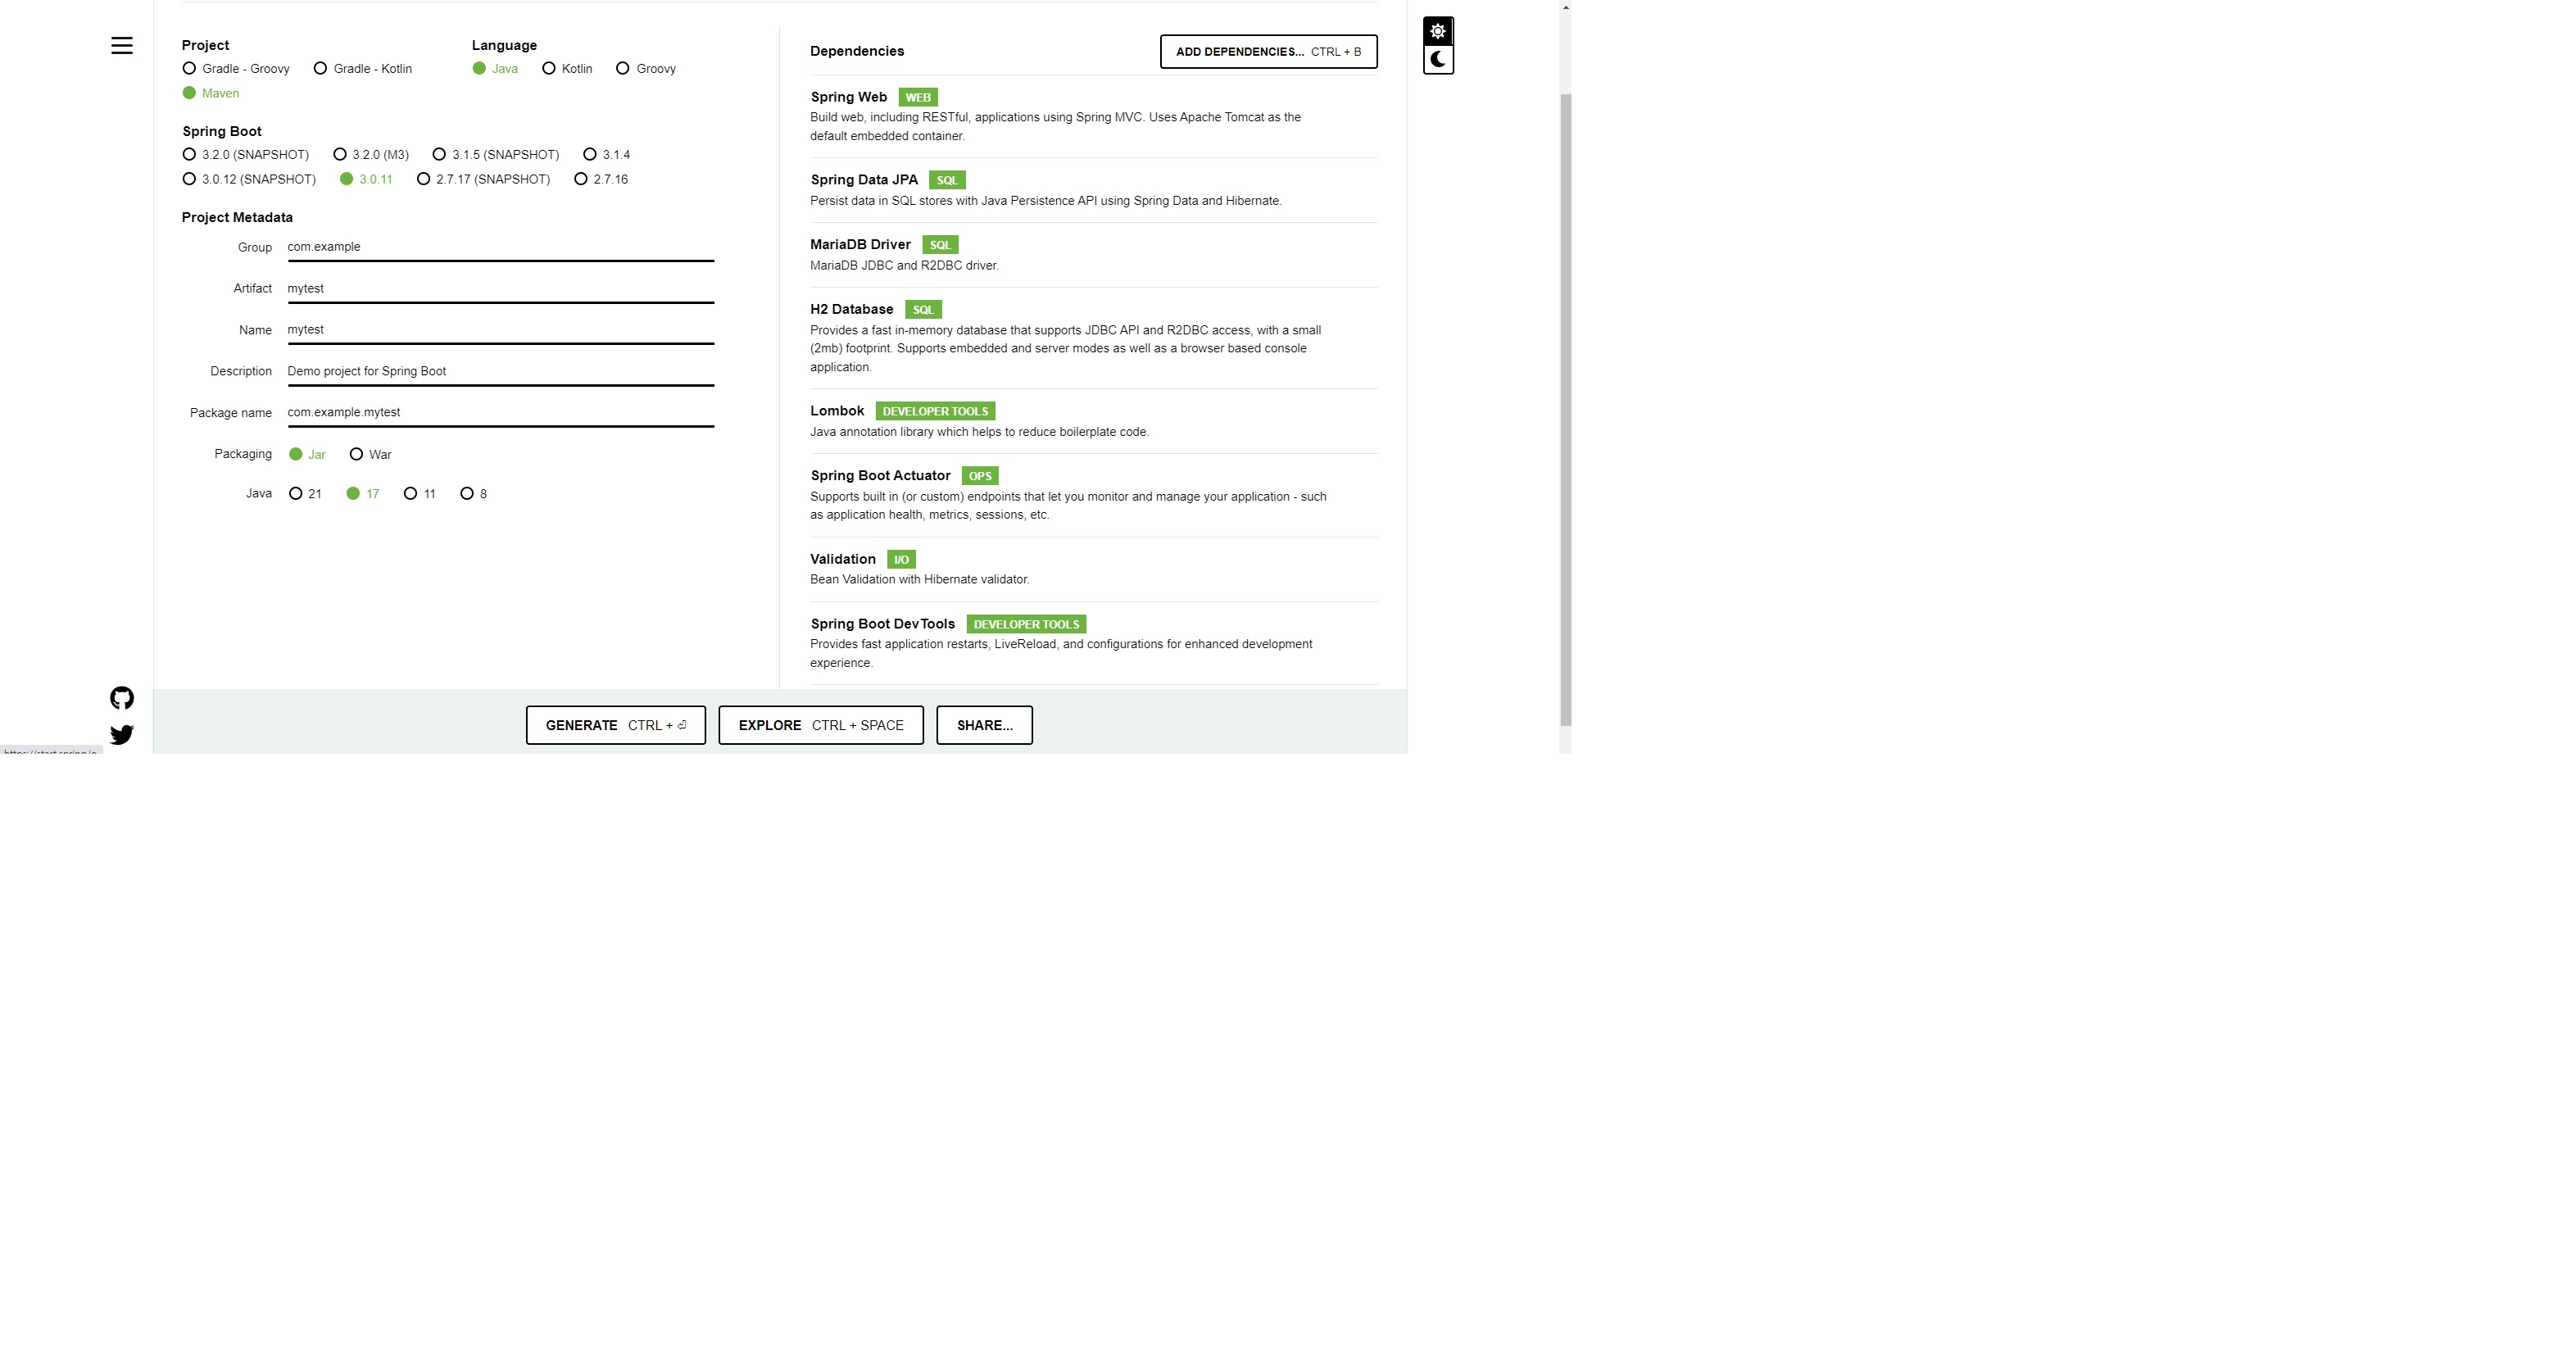 Project
Gradle - Groovy Gradle - Kotlin
Maven
Language
Java Kotlin Groovy
Spring Boot
3.2.0 (SNAPSHOT) 3.2.0 (M3) 3.1.5 (SNAPSHOT) 3.1.4
3.0.12 (SNAPSHOT) 3.0.11 2.7.17 (SNAPSHOT) 2.7.16
Project Metadata
Group com.example
Artifact mytest
Name mytest
Description Demo project for Spring Boot
Package name com.example.mytest
Packaging Jar War
Java 21 17 11 8
Dependencies ADD DEPENDENCIES... CTRL + B
Spring Web WEB
Build web, including RESTful, applications using Spring MVC. Uses Apache Tomcat as the
default embedded container.
Spring Data JPA SQL
Persist data in SQL stores with Java Persistence API using Spring Data and Hibernate.
MariaDB Driver SQL
MariaDB JDBC and R2DBC driver.
H2 Database SQL
Provides a fast in-memory database that supports JDBC API and R2DBC access, with a small
(2mb) footprint. Supports embedded and server modes as well as a browser based console
application.
Lombok DEVELOPER TOOLS
Java annotation library which helps to reduce boilerplate code.
Spring Boot Actuator OPS
Supports built in (or custom) endpoints that let you monitor and manage your application - such
as application health, metrics, sessions, etc.
Validation I/O
Bean Validation with Hibernate validator.
Spring Boot DevTools DEVELOPER TOOLS
Provides fast application restarts, LiveReload, and configurations for enhanced development
experience.
GENERATE CTRL + ⏎ EXPLORE CTRL + SPACE SHARE...
https://start.spring.io